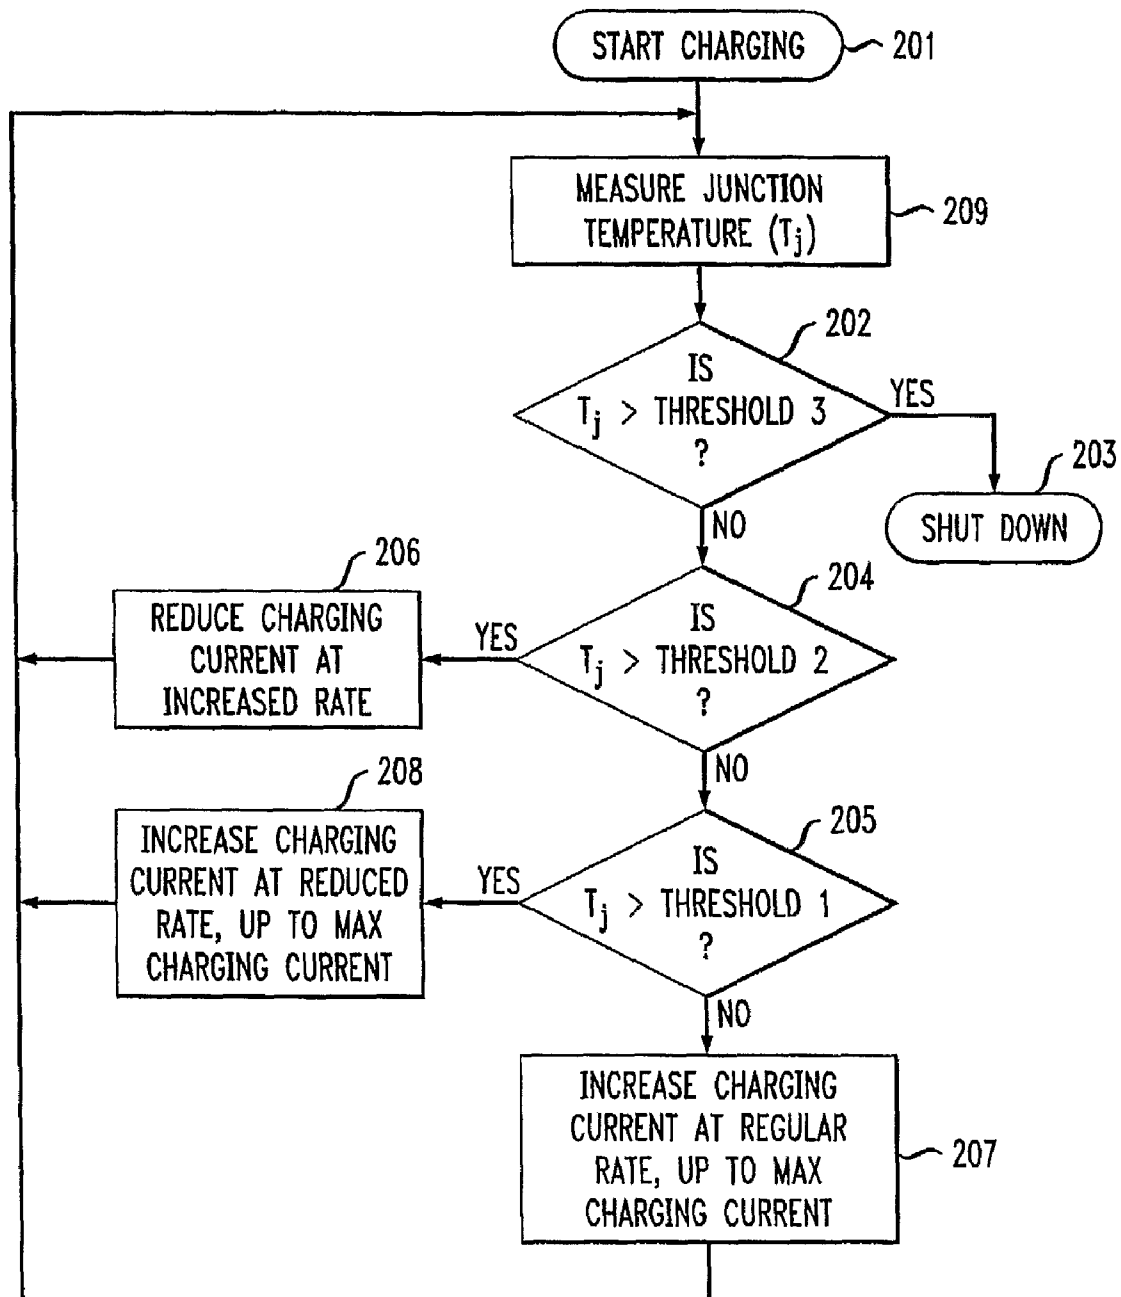 START CHARGING
201
MEASURE JUNCTION
TEMPERATURE (Tj)
209
202
IS
Tj > THRESHOLD 3
?
YES
203
SHUT DOWN
NO
206
REDUCE CHARGING
CURRENT AT
INCREASED RATE
YES
204
IS
Tj > THRESHOLD 2
?
NO
208
INCREASE CHARGING
CURRENT AT REDUCED
RATE, UP TO MAX
CHARGING CURRENT
YES
205
IS
Tj > THRESHOLD 1
?
NO
INCREASE CHARGING
CURRENT AT REGULAR
RATE, UP TO MAX
CHARGING CURRENT
207